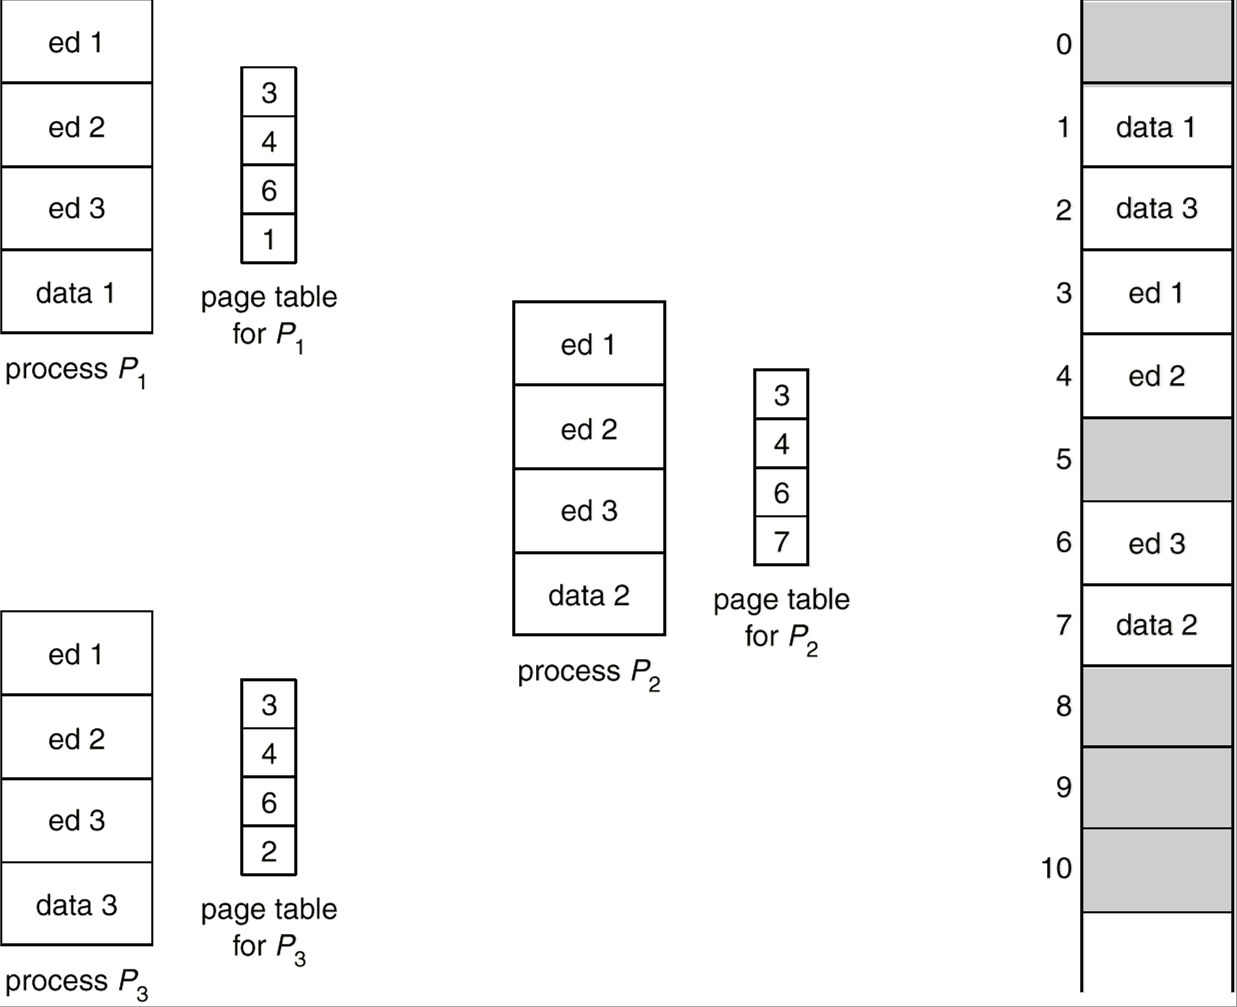 ed 1
ed 2
ed 3
data 1
process P1
3
4
6
1
page table
for P1
ed 1
ed 2
ed 3
data 2
process P2
3
4
6
7
page table
for P2
ed 1
ed 2
ed 3
data 3
process P3
3
4
6
2
page table
for P3
0
1 data 1
2 data 3
3 ed 1
4 ed 2
5
6 ed 3
7 data 2
8
9
10